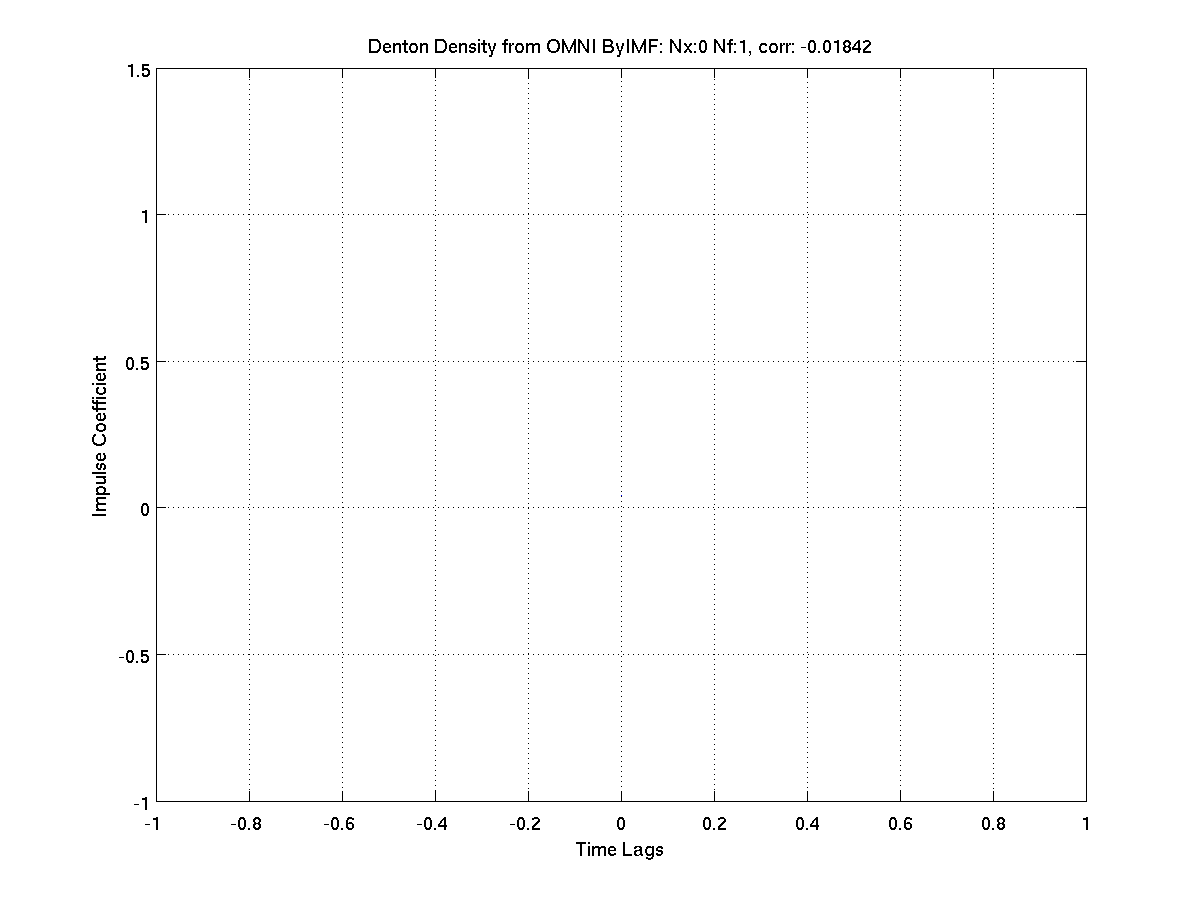 Denton Density from OMNI ByIMF: Nx:0 Nf:1, corr: -0.01842
1.5
1
0.5
0
-0.5
-1
Impulse Coefficient
-1 -0.8 -0.6 -0.4 -0.2 0 0.2 0.4 0.6 0.8 1
Time Lags